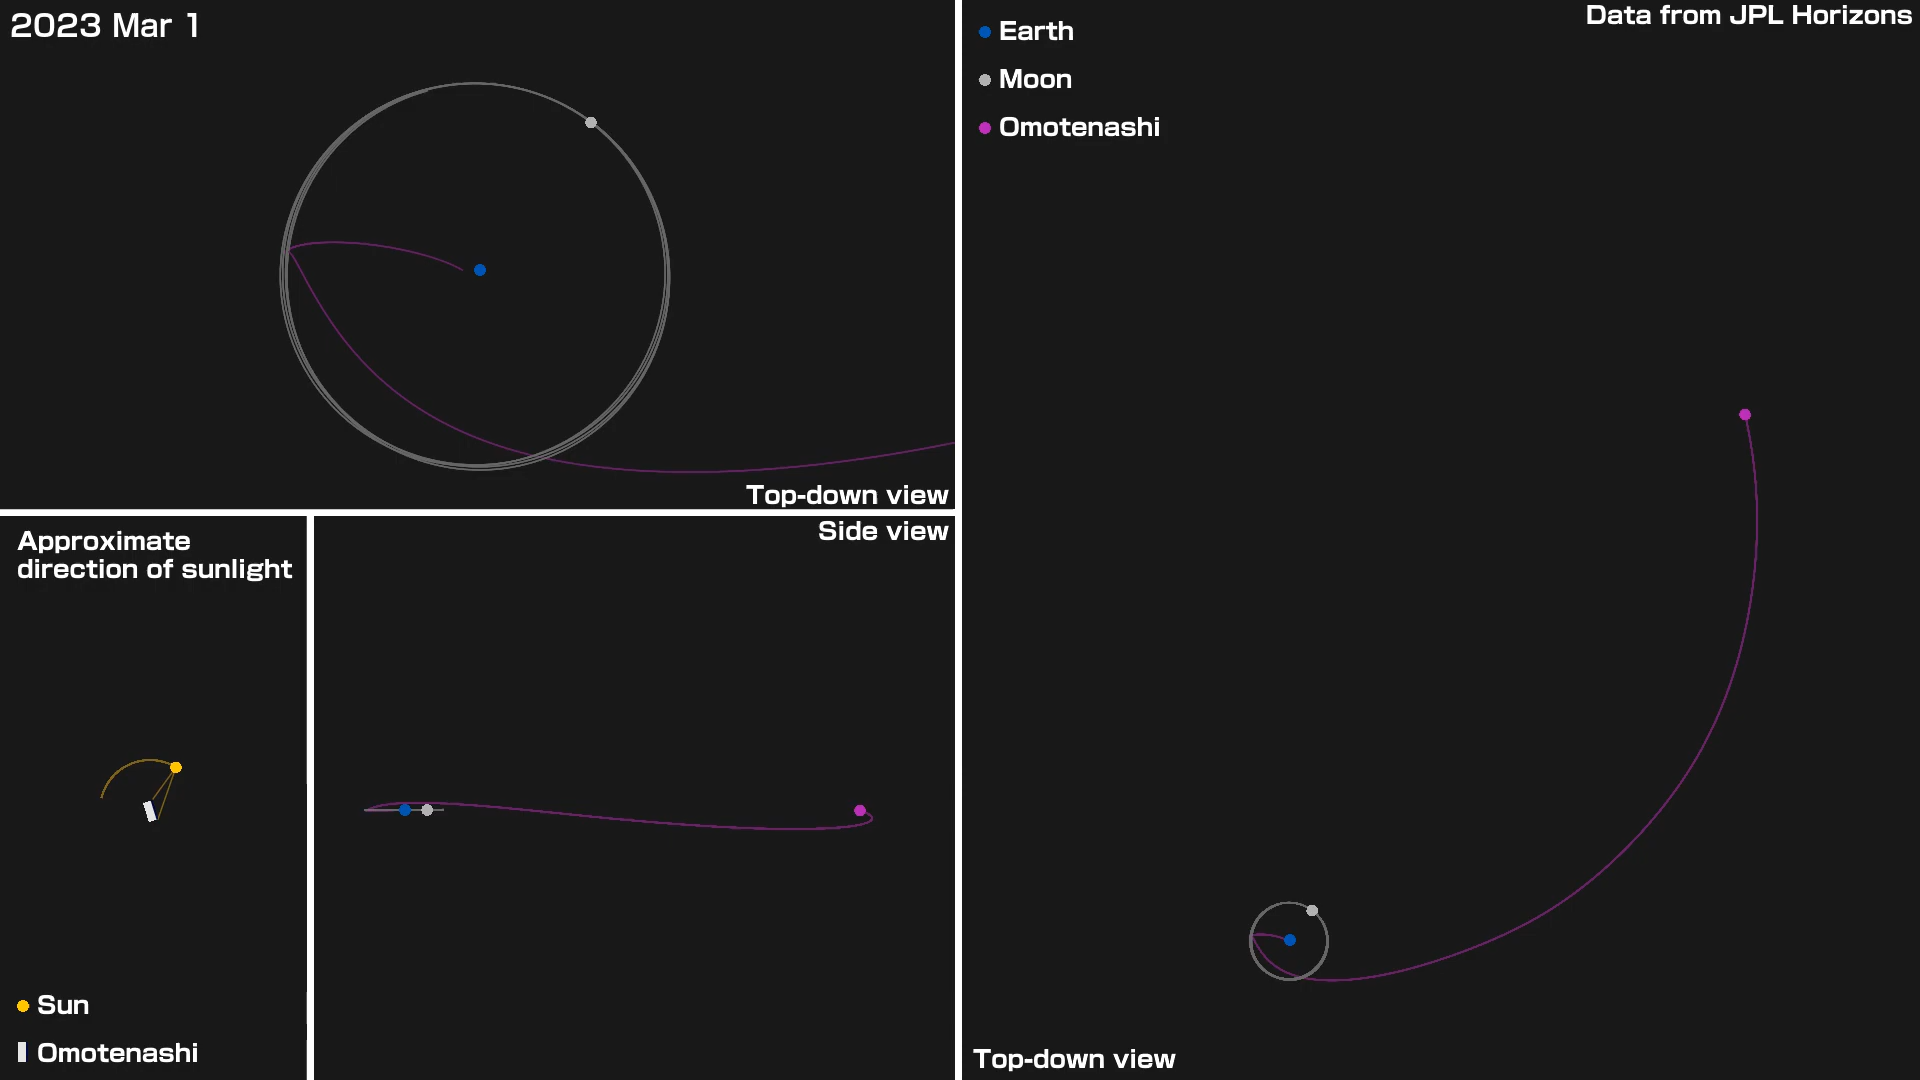 2023 Mar 1
Top-down view
Approximate
direction of sunlight
Sun
Omotenashi
Side view
Data from JPL Horizons
Earth
Moon
Omotenashi
Top-down view